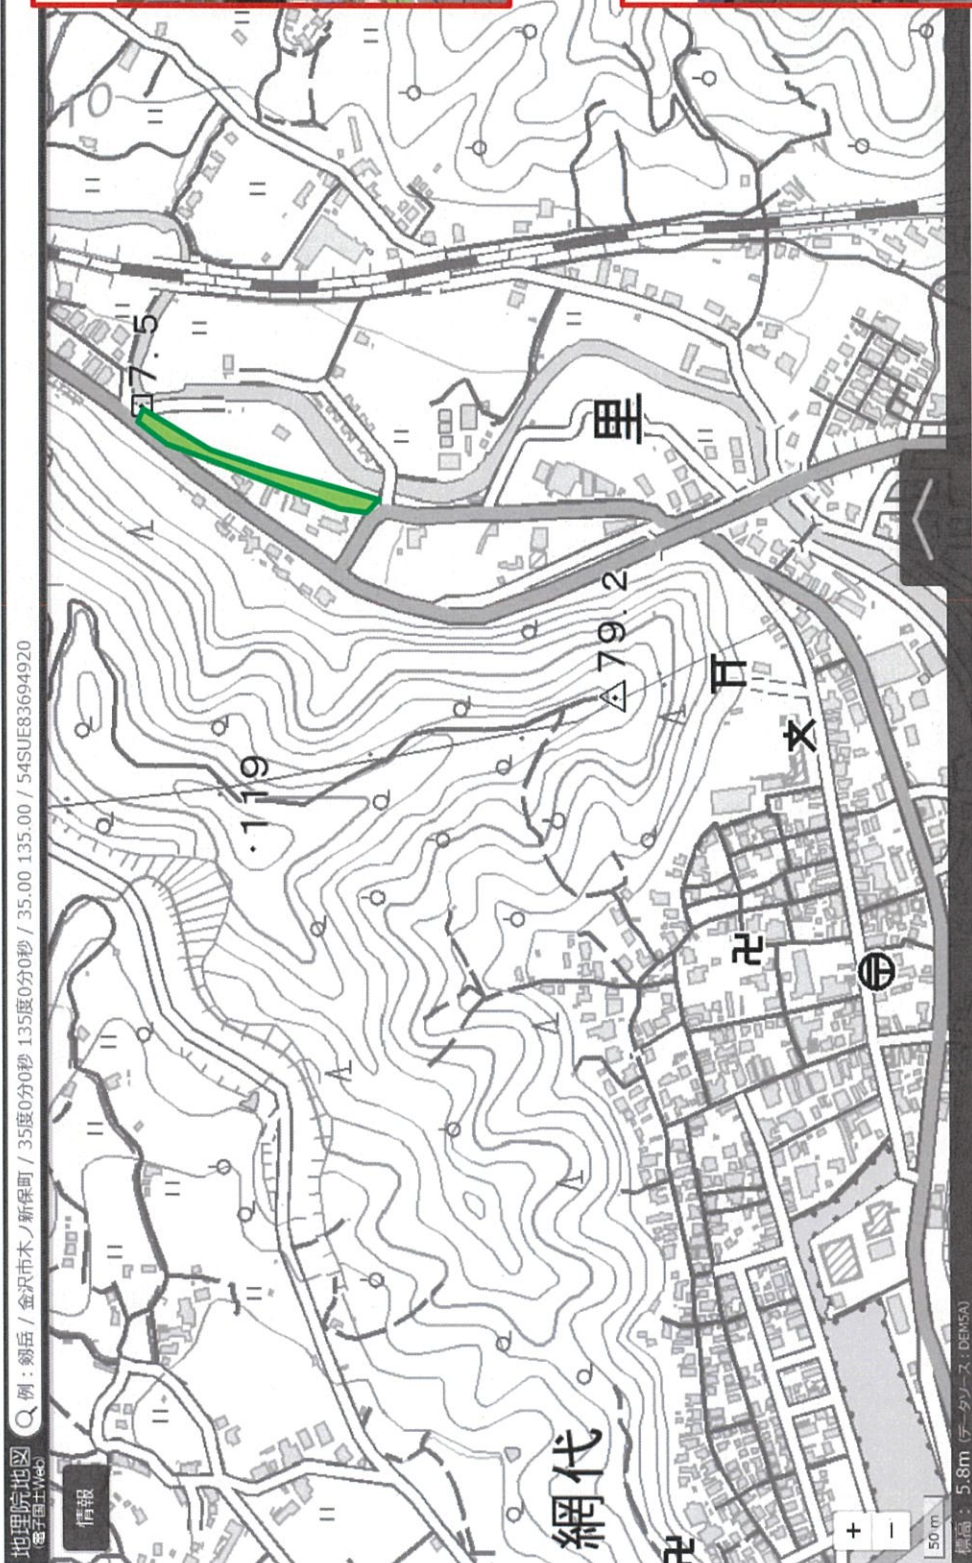 地理院地図
(電子国土Web)
例：剱岳 / 金沢市木ノ新保町 / 35度0分0秒 135度0分0秒 / 35.00 135.00 / 54SUE83694920
情報
7.5
119
79.2
里
文
網代
+
−
50 m
標高： 5.8m (データソース：DEM5A)